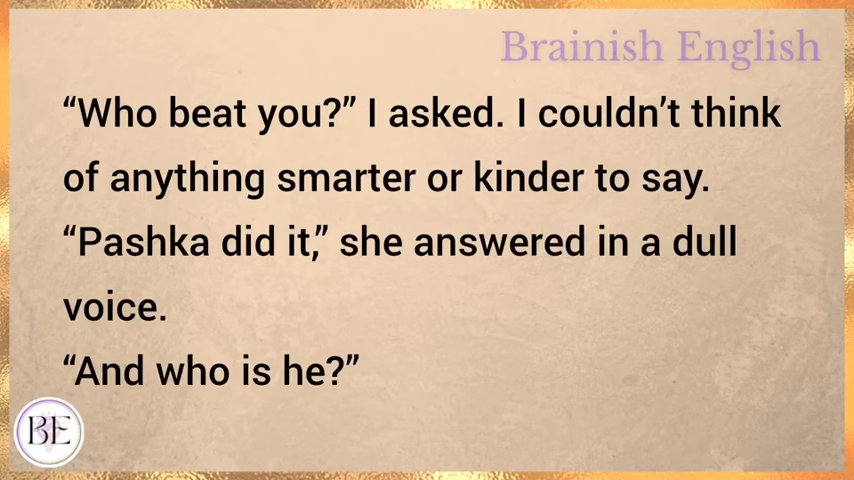 Brainish English
“Who beat you?” I asked. I couldn’t think
of anything smarter or kinder to say.
“Pashka did it,” she answered in a dull
voice.
“And who is he?”
BE